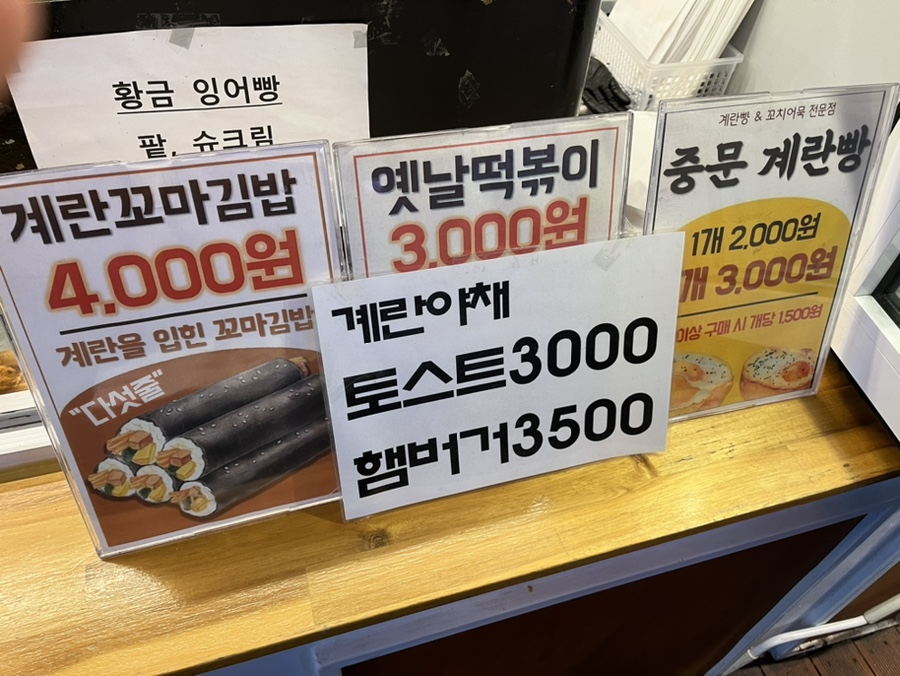 황금 잉어빵
팥, 슈크림
계란꼬마김밥
4,000원
계란을 입힌 꼬마김밥
"다섯줄"
옛날떡볶이
3,000원
계란야채
토스트3000
햄버거3500
계란빵 & 꼬치어묵 전문점
중문 계란빵
1개 2,000원
개 3,000원
이상 구매 시 개당 1,500원